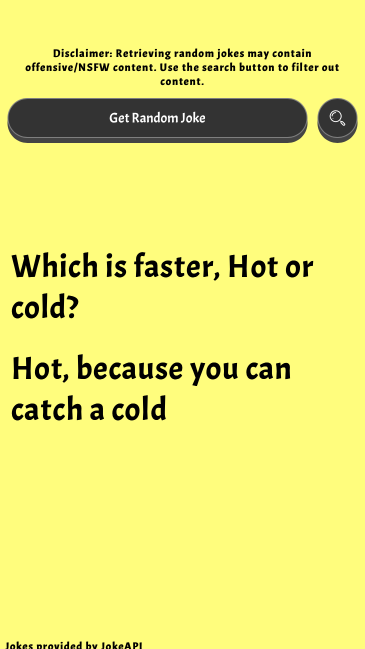 Disclaimer: Retrieving random jokes may contain
offensive/NSFW content. Use the search button to filter out
content.
Get Random Joke
Which is faster, Hot or
cold?
Hot, because you can
catch a cold
Jokes provided by JokeAPI